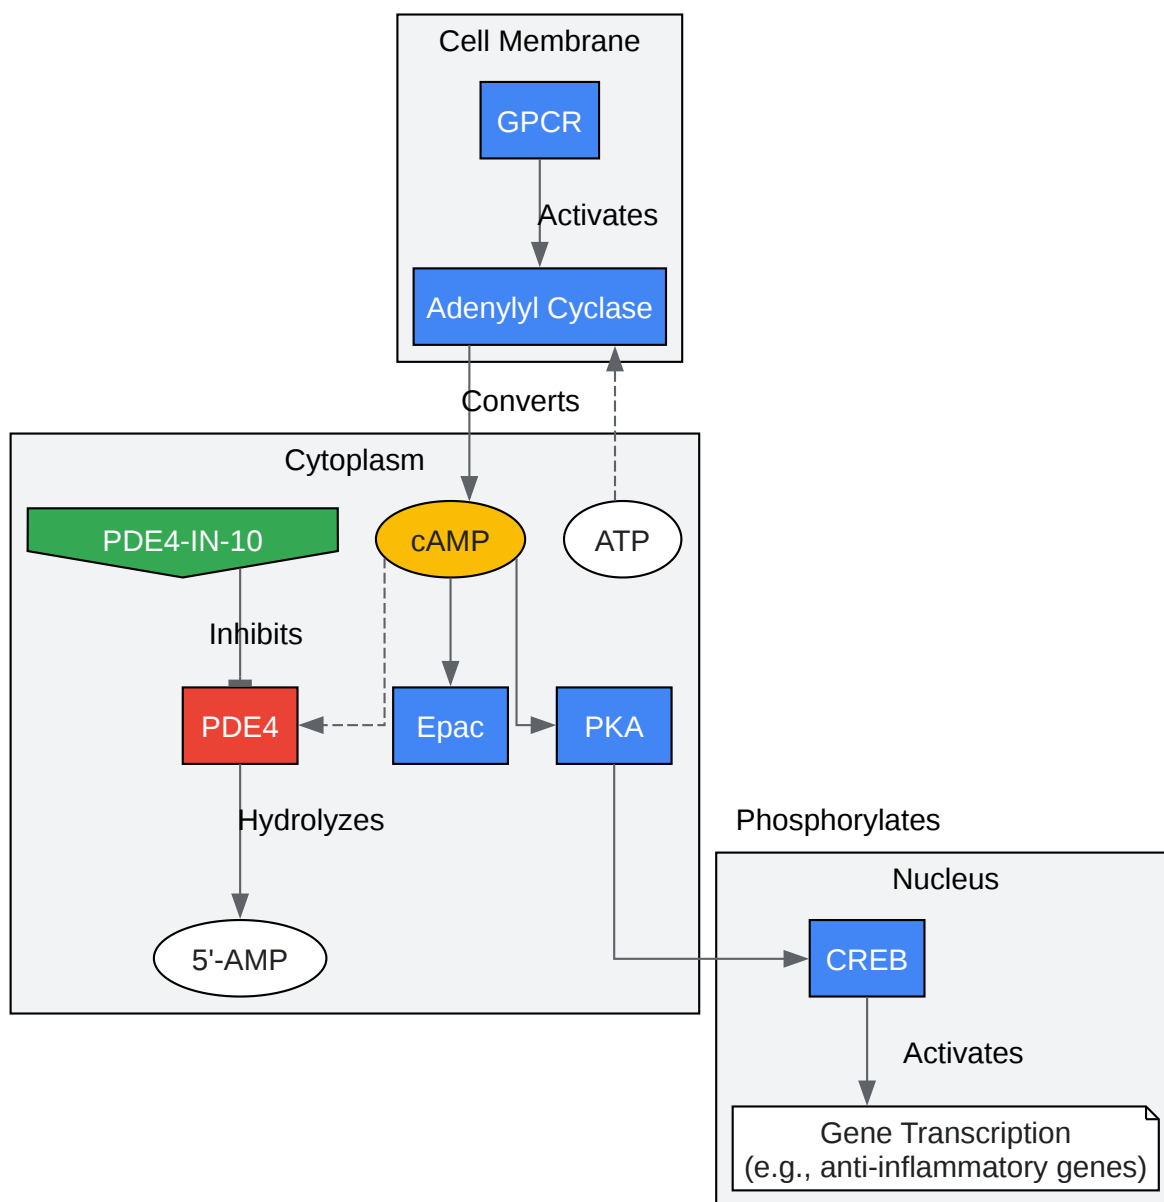 Cell Membrane
GPCR
Activates
Adenylyl Cyclase
Converts
Cytoplasm
PDE4-IN-10
cAMP
ATP
Inhibits
PDE4
Epac
PKA
Hydrolyzes
Phosphorylates
Nucleus
5'-AMP
CREB
Activates
Gene Transcription
(e.g., anti-inflammatory genes)